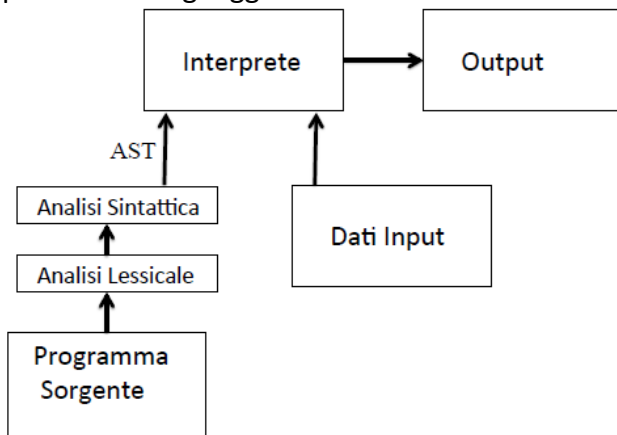 Interprete
Output
AST
Analisi Sintattica
Dati Input
Analisi Lessicale
Programma
Sorgente